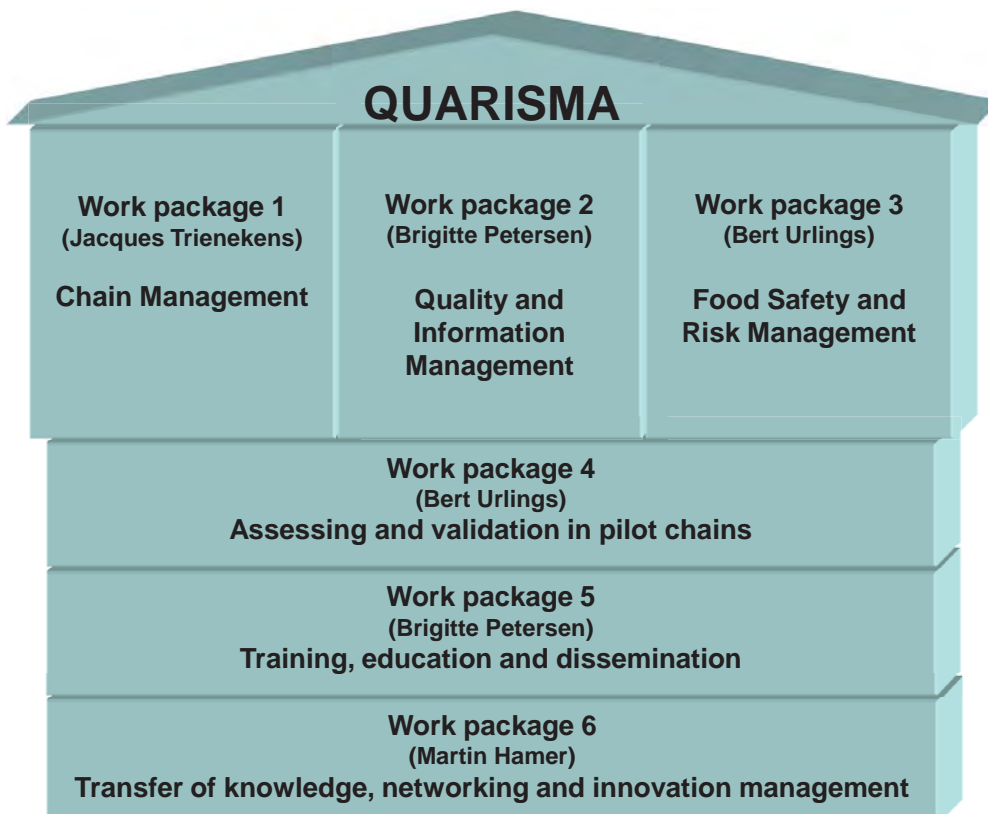 QUARISMA
Work package 1
(Jacques Trienekens)
Chain Management
Work package 2
(Brigitte Petersen)
Quality and
Information
Management
Work package 3
(Bert Urlings)
Food Safety and
Risk Management
Work package 4
(Bert Urlings)
Assessing and validation in pilot chains
Work package 5
(Brigitte Petersen)
Training, education and dissemination
Work package 6
(Martin Hamer)
Transfer of knowledge, networking and innovation management